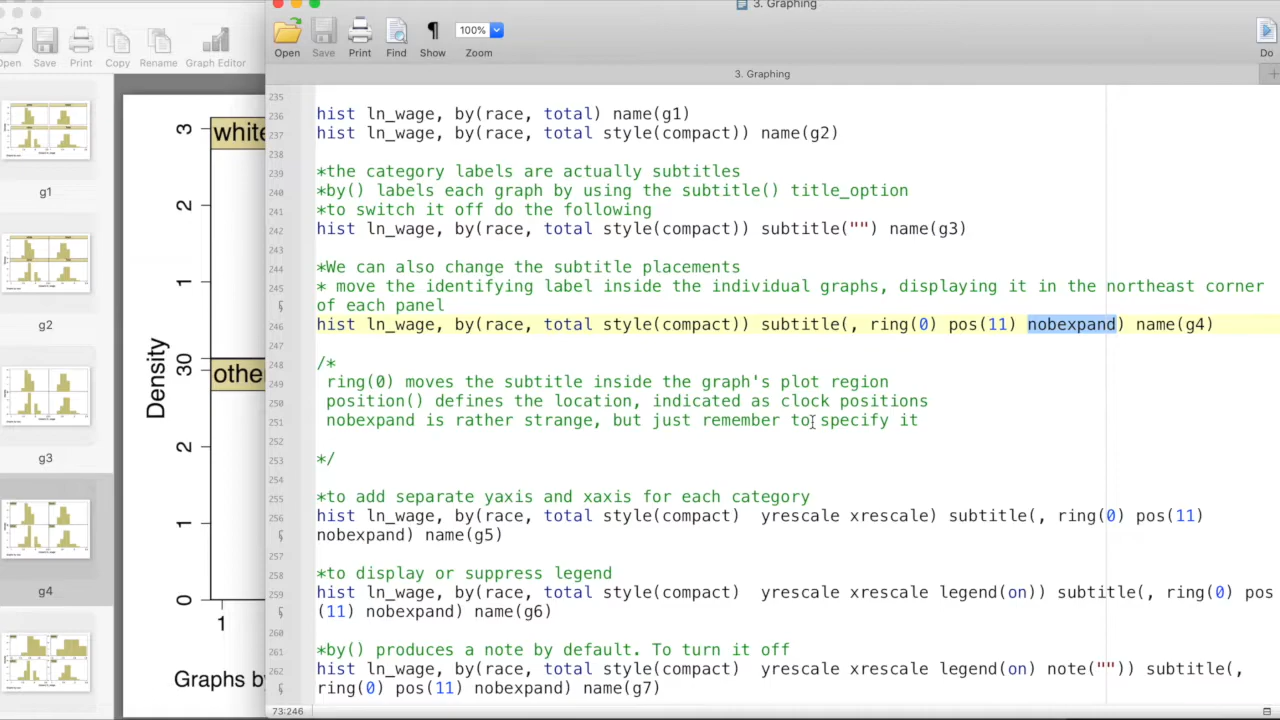 3. Graphing
Open Save Print Copy Rename Graph Editor
Open Save Print Find Show Zoom Do
100%
3. Graphing
g1
g2
g3
g4
white
3
2
1
30
othe
2
1
0
1
Density
Graphs b
235
236 hist ln_wage, by(race, total) name(g1)
237 hist ln_wage, by(race, total style(compact)) name(g2)
238
239 *the category labels are actually subtitles
240 *by() labels each graph by using the subtitle() title_option
241 *to switch it off do the following
242 hist ln_wage, by(race, total style(compact)) subtitle("") name(g3)
243
244 *We can also change the subtitle placements
245 * move the identifying label inside the individual graphs, displaying it in the northeast corner
of each panel
246 hist ln_wage, by(race, total style(compact)) subtitle(, ring(0) pos(11) nobexpand) name(g4)
247
248 /*
249 ring(0) moves the subtitle inside the graph's plot region
250 position() defines the location, indicated as clock positions
251 nobexpand is rather strange, but just remember to specify it
252
253 */
254
255 *to add separate yaxis and xaxis for each category
256 hist ln_wage, by(race, total style(compact)  yrescale xrescale) subtitle(, ring(0) pos(11)
nobexpand) name(g5)
257
258 *to display or suppress legend
259 hist ln_wage, by(race, total style(compact)  yrescale xrescale legend(on)) subtitle(, ring(0) pos
(11) nobexpand) name(g6)
260
261 *by() produces a note by default. To turn it off
262 hist ln_wage, by(race, total style(compact)  yrescale xrescale legend(on) note("")) subtitle(,
ring(0) pos(11) nobexpand) name(g7)
73:246